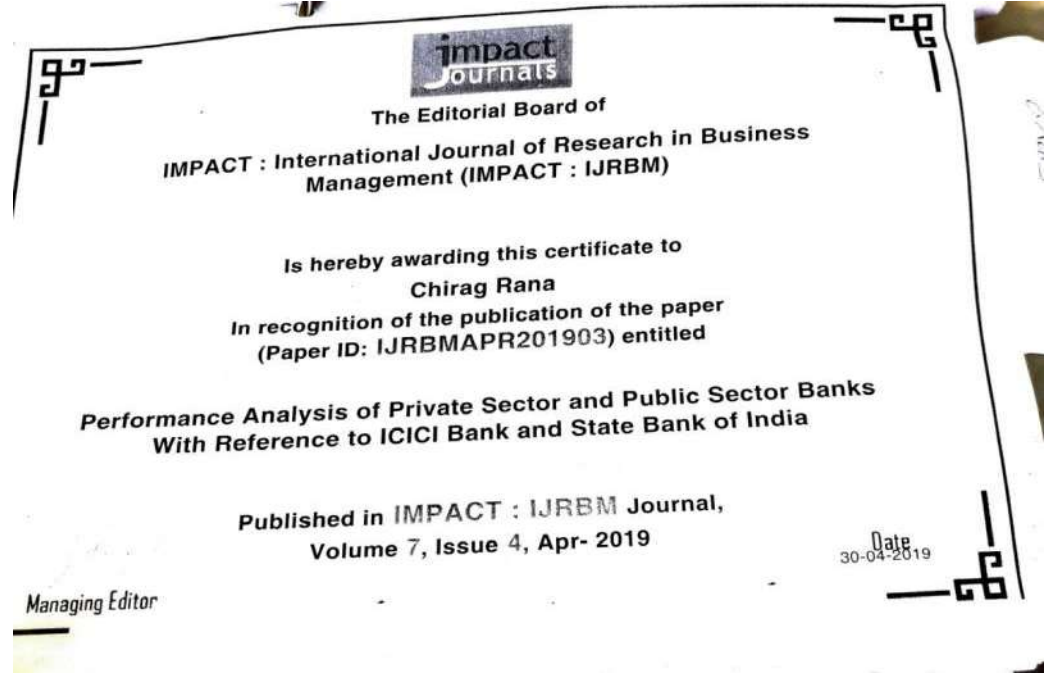 impact
Journals
The Editorial Board of
IMPACT : International Journal of Research in Business
Management (IMPACT : IJRBM)
Is hereby awarding this certificate to
Chirag Rana
In recognition of the publication of the paper
(Paper ID: IJRBMAPR201903) entitled
Performance Analysis of Private Sector and Public Sector Banks
With Reference to ICICI Bank and State Bank of India
Published in IMPACT : IJRBM Journal,
Volume 7, Issue 4, Apr- 2019
Date
30-04-2019
Managing Editor